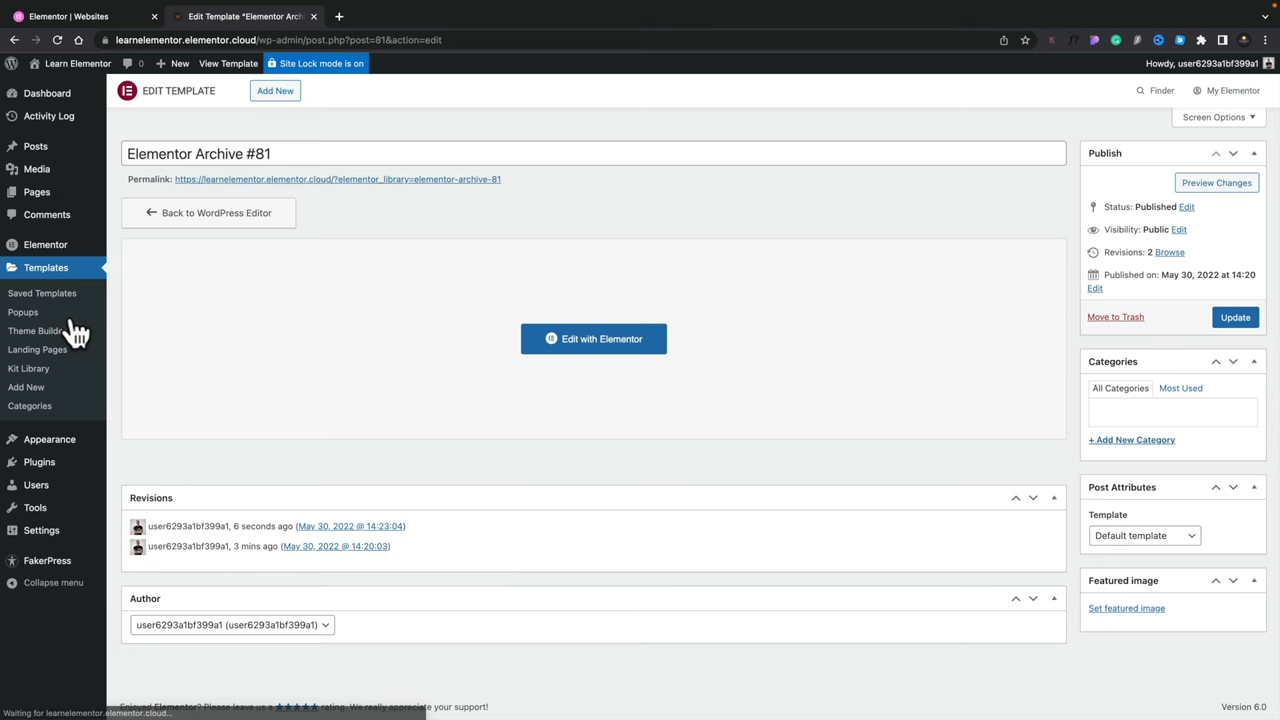 Elementor | Websites
Edit Template "Elementor Archi
learnelementor.elementor.cloud/wp-admin/post.php?post=81&action=edit
Learn Elementor
0
New
View Template
Site Lock mode is on
Howdy, user6293a1bf399a1
Dashboard
Activity Log
Posts
Media
Pages
Comments
Elementor
Templates
Saved Templates
Popups
Theme Builde
Landing Pages
Kit Library
Add New
Categories
Appearance
Plugins
Users
Tools
Settings
FakerPress
Collapse menu
EDIT TEMPLATE
Add New
Finder
My Elementor
Screen Options
Elementor Archive #81
Permalink: https://learnelementor.elementor.cloud/?elementor_library=elementor-archive-81
Back to WordPress Editor
Edit with Elementor
Revisions
user6293a1bf399a1, 6 seconds ago (May 30, 2022 @ 14:23:04)
user6293a1bf399a1, 3 mins ago (May 30, 2022 @ 14:20:03)
Author
user6293a1bf399a1 (user6293a1bf399a1)
Publish
Preview Changes
Status: Published Edit
Visibility: Public Edit
Revisions: 2 Browse
Published on: May 30, 2022 at 14:20
Edit
Move to Trash
Update
Categories
All Categories
Most Used
+ Add New Category
Post Attributes
Template
Default template
Featured image
Set featured image
Enjoyed Elementor? Please leave us a ★★★★★ rating. We really appreciate your support!
Version 6.0
Waiting for learnelementor.elementor.cloud...